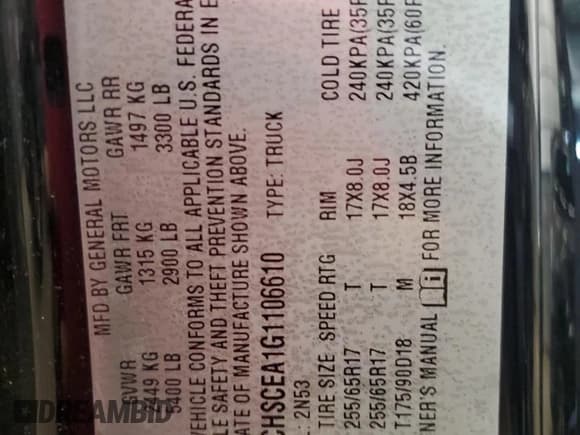 MFD BY GENERAL MOTORS LLC
GVWR GAWR FRT GAWR RR
2449 KG 1315 KG 1497 KG
5400 LB 2900 LB 3300 LB
VEHICLE CONFORMS TO ALL APPLICABLE U.S. FEDERA
LE SAFETY AND THEFT PREVENTION STANDARDS IN E
ATE OF MANUFACTURE SHOWN ABOVE.
CHSCEA1G1106610 TYPE: TRUCK
: 2N53
TIRE SIZE SPEED RTG RIM COLD TIRE
255/65R17 T 17X8.0J 240KPA(35P
255/65R17 T 17X8.0J 240KPA(35P
T175/90D18 M 18X4.5B 420KPA(60P
NER'S MANUAL i FOR MORE INFORMATION.
DREAMBID